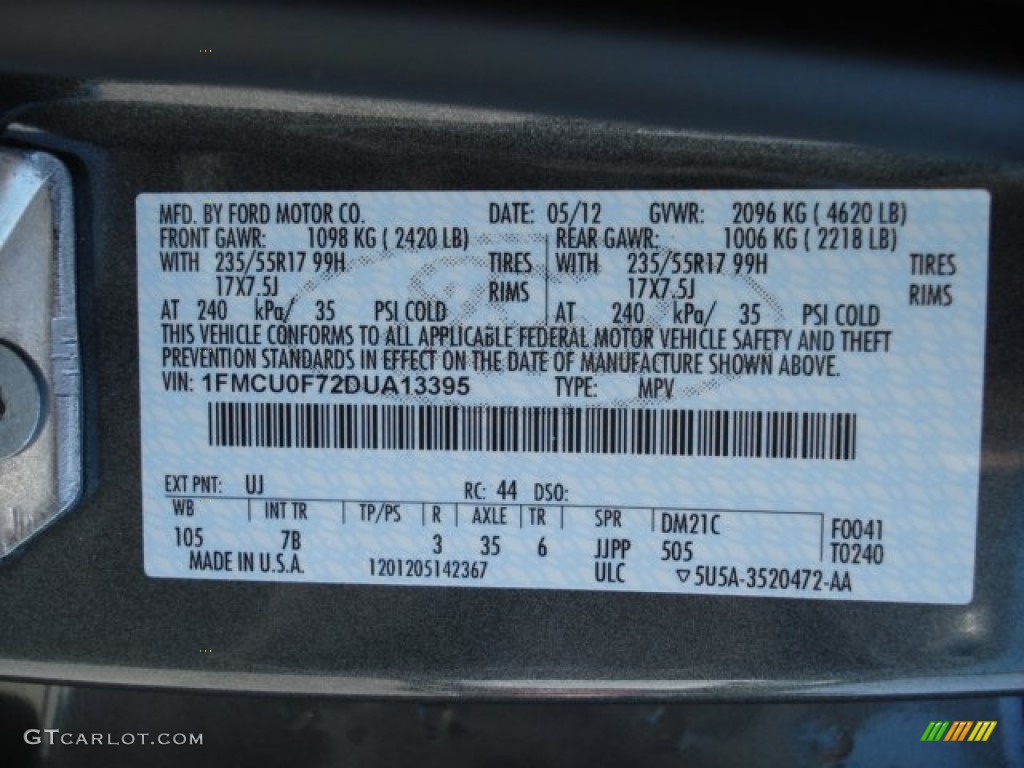 MFD. BY FORD MOTOR CO. DATE: 05/12 GVWR: 2096 KG ( 4620 LB)
FRONT GAWR: 1098 KG ( 2420 LB) REAR GAWR: 1006 KG ( 2218 LB)
WITH 235/55R17 99H TIRES WITH 235/55R17 99H TIRES
17X7.5J RIMS 17X7.5J RIMS
AT 240 kPa/ 35 PSI COLD AT 240 kPa/ 35 PSI COLD
THIS VEHICLE CONFORMS TO ALL APPLICABLE FEDERAL MOTOR VEHICLE SAFETY AND THEFT
PREVENTION STANDARDS IN EFFECT ON THE DATE OF MANUFACTURE SHOWN ABOVE.
VIN: 1FMCU0F72DUA13395 TYPE: MPV
EXT PNT: UJ RC: 44 DSO:
WB INT TR TP/PS R AXLE TR SPR DM21C F0041
105 7B 3 35 6 JJPP 505 T0240
MADE IN U.S.A. 1201205142367 ULC ▽5U5A-3520472-AA
GTCARLOT.COM